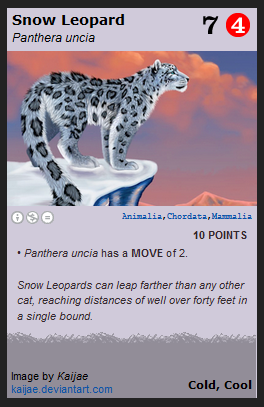 Snow Leopard
7 4
Panthera uncia
Animalia,Chordata,Mammalia
10 POINTS
• Panthera uncia has a MOVE of 2.
Snow Leopards can leap farther than any other
cat, reaching distances of well over forty feet in
a single bound.
Image by Kaijae
kaijae.deviantart.com
Cold, Cool